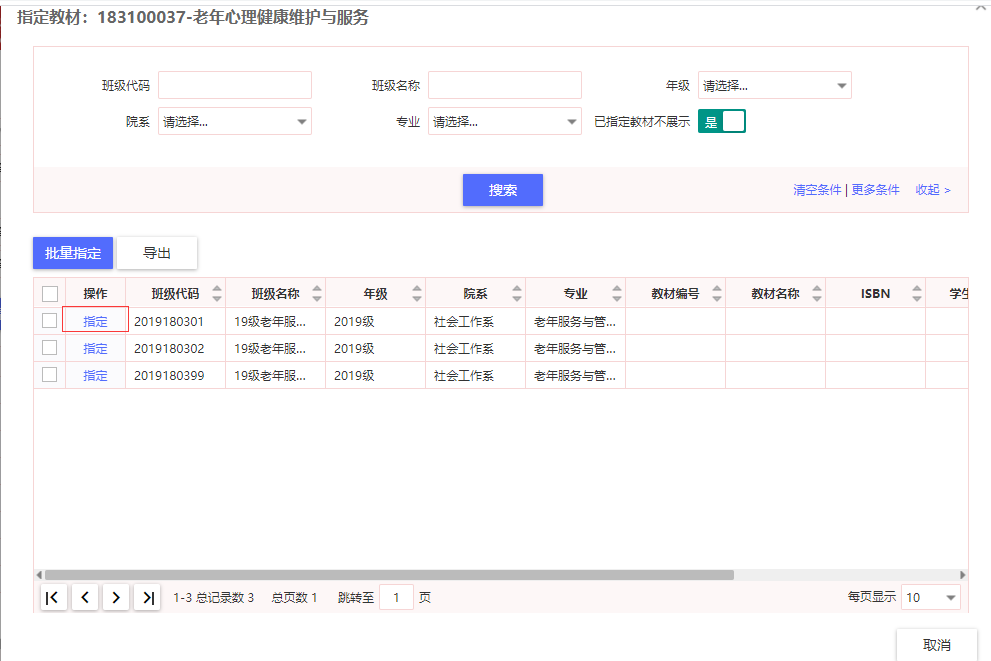 指定教材：183100037-老年心理健康维护与服务
班级代码 班级名称 年级 请选择...
院系 请选择... 专业 请选择... 已指定教材不展示 是
搜索 清空条件 | 更多条件 收起 >
批量指定 导出
操作 班级代码 班级名称 年级 院系 专业 教材编号 教材名称 ISBN 学生
指定 2019180301 19级老年服... 2019级 社会工作系 老年服务与管...
指定 2019180302 19级老年服... 2019级 社会工作系 老年服务与管...
指定 2019180399 19级老年服... 2019级 社会工作系 老年服务与管...
1-3 总记录数 3 总页数 1 跳转至 1 页 每页显示 10
取消